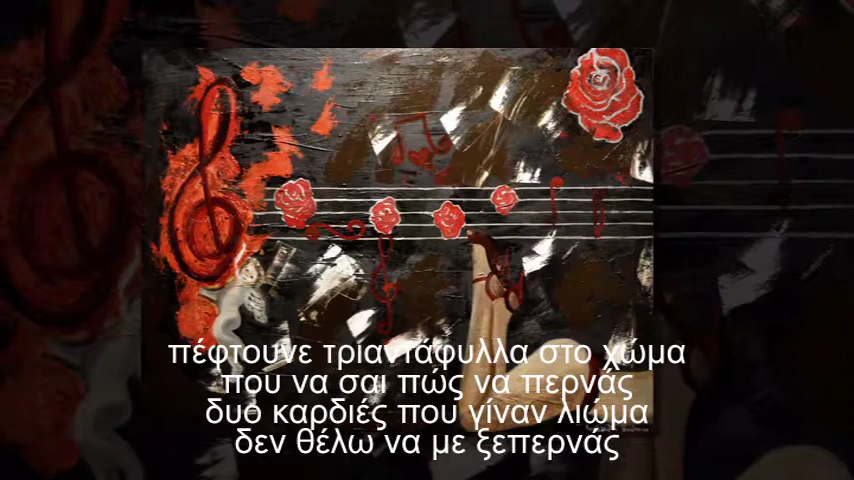 πέφτουνε τριαντάφυλλα στο χώμα
που να σαι πώς να περνάς
δυο καρδιές που γίναν λιώμα
δεν θέλω να με ξεπερνάς